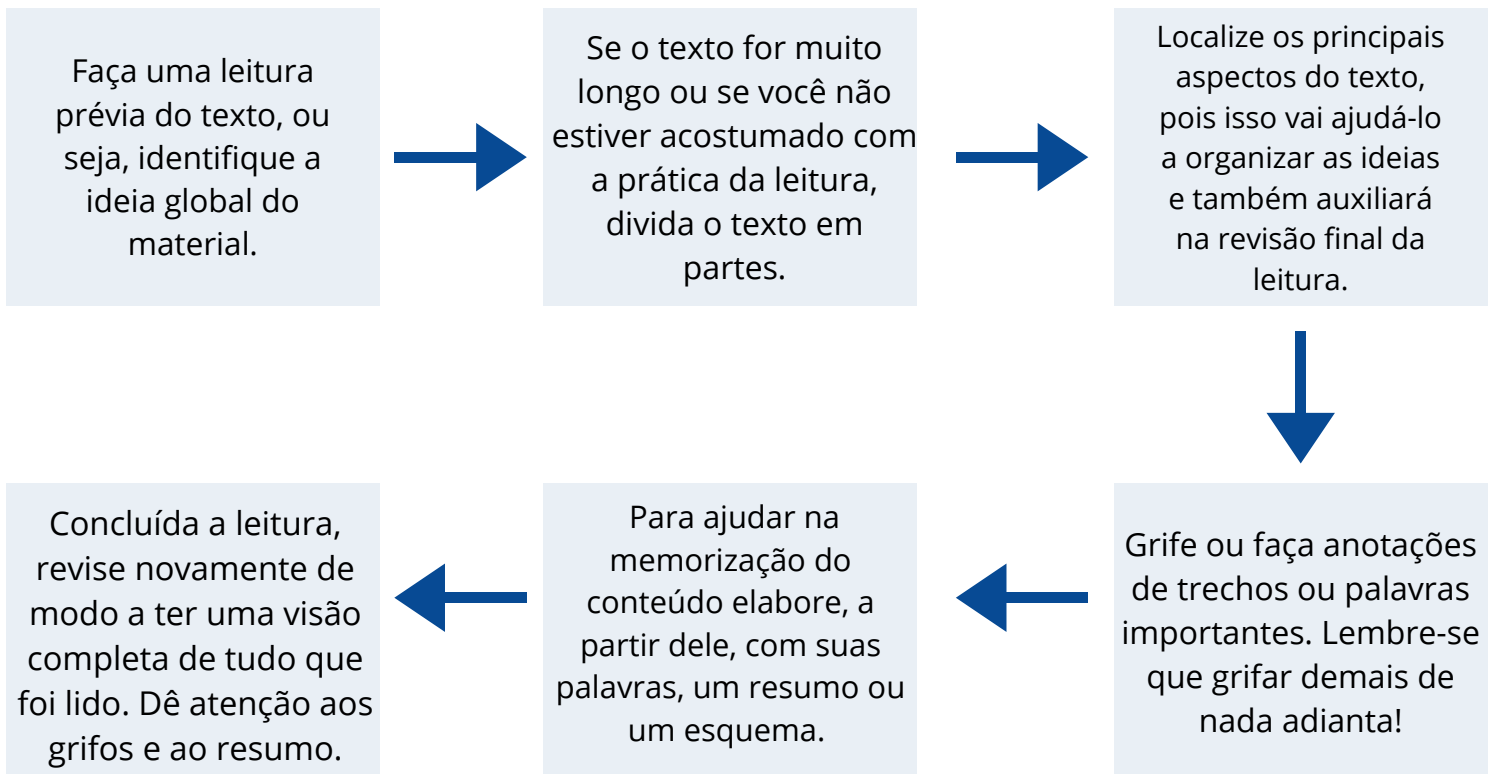 Faça uma leitura
prévia do texto, ou
seja, identifique a
ideia global do
material.
Se o texto for muito
longo ou se você não
estiver acostumado com
a prática da leitura,
divida o texto em
partes.
Localize os principais
aspectos do texto,
pois isso vai ajudá-lo
a organizar as ideias
e também auxiliará
na revisão final da
leitura.
Grife ou faça anotações
de trechos ou palavras
importantes. Lembre-se
que grifar demais de
nada adianta!
Para ajudar na
memorização do
conteúdo elabore, a
partir dele, com suas
palavras, um resumo ou
um esquema.
Concluída a leitura,
revise novamente de
modo a ter uma visão
completa de tudo que
foi lido. Dê atenção aos
grifos e ao resumo.